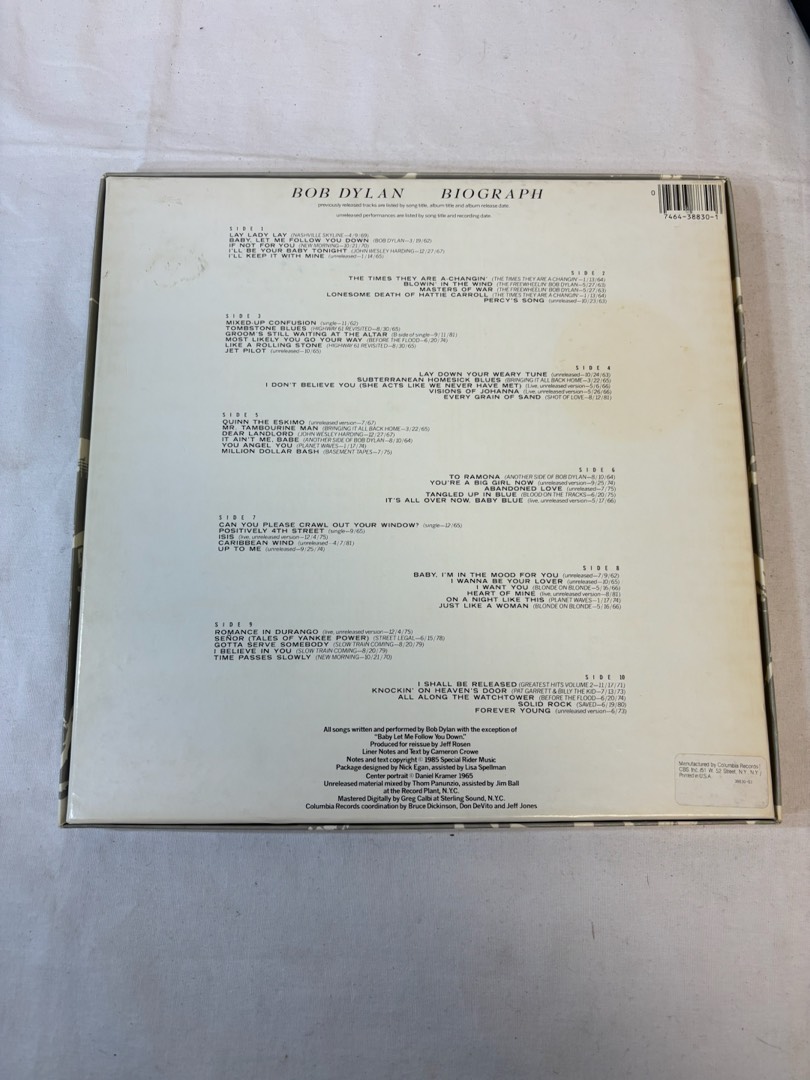 BOB DYLAN BIOGRAPH
previously released tracks are listed by song title, album title and album release date.
unreleased performances are listed by song title and recording date.
0
7464-38830-1
SIDE 1
LAY LADY LAY (NASHVILLE SKYLINE—4/9/69)
BABY, LET ME FOLLOW YOU DOWN (BOB DYLAN—3/19/62)
IF NOT FOR YOU (NEW MORNING—10/21/70)
I'LL BE YOUR BABY TONIGHT (JOHN WESLEY HARDING—12/27/67)
I'LL KEEP IT WITH MINE (unreleased—1/14/65)
SIDE 2
THE TIMES THEY ARE A-CHANGIN' (THE TIMES THEY ARE A CHANGIN'—1/13/64)
BLOWIN' IN THE WIND (THE FREEWHEELIN' BOB DYLAN—5/27/63)
MASTERS OF WAR (THE FREEWHEELIN' BOB DYLAN—5/27/63)
LONESOME DEATH OF HATTIE CARROLL (THE TIMES THEY ARE A CHANGIN'—1/13/64)
PERCY'S SONG (unreleased—10/23/63)
SIDE 3
MIXED-UP CONFUSION (single—11/62)
TOMBSTONE BLUES (HIGHWAY 61 REVISITED—8/30/65)
GROOM'S STILL WAITING AT THE ALTAR (B side of single—9/11/81)
MOST LIKELY YOU GO YOUR WAY (BEFORE THE FLOOD—6/20/74)
LIKE A ROLLING STONE (HIGHWAY 61 REVISITED—8/30/65)
JET PILOT (unreleased—10/65)
SIDE 4
LAY DOWN YOUR WEARY TUNE (unreleased—10/24/63)
SUBTERRANEAN HOMESICK BLUES (BRINGING IT ALL BACK HOME—3/22/65)
I DON'T BELIEVE YOU (SHE ACTS LIKE WE NEVER HAVE MET) (live, unreleased version—5/6/66)
VISIONS OF JOHANNA (live, unreleased version—5/26/66)
EVERY GRAIN OF SAND (SHOT OF LOVE—8/12/81)
SIDE 5
QUINN THE ESKIMO (unreleased version—7/67)
MR. TAMBOURINE MAN (BRINGING IT ALL BACK HOME—3/22/65)
DEAR LANDLORD (JOHN WESLEY HARDING—12/27/67)
IT AIN'T ME, BABE (ANOTHER SIDE OF BOB DYLAN—8/10/64)
YOU ANGEL YOU (PLANET WAVES—1/17/74)
MILLION DOLLAR BASH (BASEMENT TAPES—7/75)
SIDE 6
TO RAMONA (ANOTHER SIDE OF BOB DYLAN—8/10/64)
YOU'RE A BIG GIRL NOW (unreleased version—9/25/74)
ABANDONED LOVE (unreleased—7/75)
TANGLED UP IN BLUE (BLOOD ON THE TRACKS—6/20/75)
IT'S ALL OVER NOW, BABY BLUE (live, unreleased version—5/17/66)
SIDE 7
CAN YOU PLEASE CRAWL OUT YOUR WINDOW? (single—12/65)
POSITIVELY 4TH STREET (single—9/65)
ISIS (live, unreleased version—12/4/75)
CARIBBEAN WIND (unreleased—4/7/81)
UP TO ME (unreleased—9/25/74)
SIDE 8
BABY, I'M IN THE MOOD FOR YOU (unreleased—7/9/62)
I WANNA BE YOUR LOVER (unreleased—10/65)
I WANT YOU (BLONDE ON BLONDE—5/16/66)
HEART OF MINE (live, unreleased—8/81)
ON A NIGHT LIKE THIS (PLANET WAVES—1/17/74)
JUST LIKE A WOMAN (BLONDE ON BLONDE—5/16/66)
SIDE 9
ROMANCE IN DURANGO (live, unreleased version—12/4/75)
SEÑOR (TALES OF YANKEE POWER) (STREET LEGAL—6/15/78)
GOTTA SERVE SOMEBODY (SLOW TRAIN COMING—8/20/79)
I BELIEVE IN YOU (SLOW TRAIN COMING—8/20/79)
TIME PASSES SLOWLY (NEW MORNING—10/21/70)
SIDE 10
I SHALL BE RELEASED (GREATEST HITS VOLUME 2—11/17/71)
KNOCKIN' ON HEAVEN'S DOOR (PAT GARRETT & BILLY THE KID—7/13/73)
ALL ALONG THE WATCHTOWER (BEFORE THE FLOOD—6/20/74)
SOLID ROCK (SAVED—6/19/80)
FOREVER YOUNG (unreleased version—6/73)
All songs written and performed by Bob Dylan with the exception of
"Baby Let Me Follow You Down."
Produced for reissue by Jeff Rosen
Liner Notes and Text by Cameron Crowe
Notes and text copyright © 1985 Special Rider Music
Package designed by Nick Egan, assisted by Lisa Spellman
Center portrait © Daniel Kramer 1965
Unreleased material mixed by Thom Panunzio, assisted by Jim Ball
at the Record Plant, N.Y.C.
Mastered Digitally by Greg Calbi at Sterling Sound, N.Y.C.
Columbia Records coordination by Bruce Dickinson, Don DeVito and Jeff Jones
Manufactured by Columbia Records/
CBS Inc./51 W. 52 Street, N.Y., N.Y./
Printed in U.S.A.